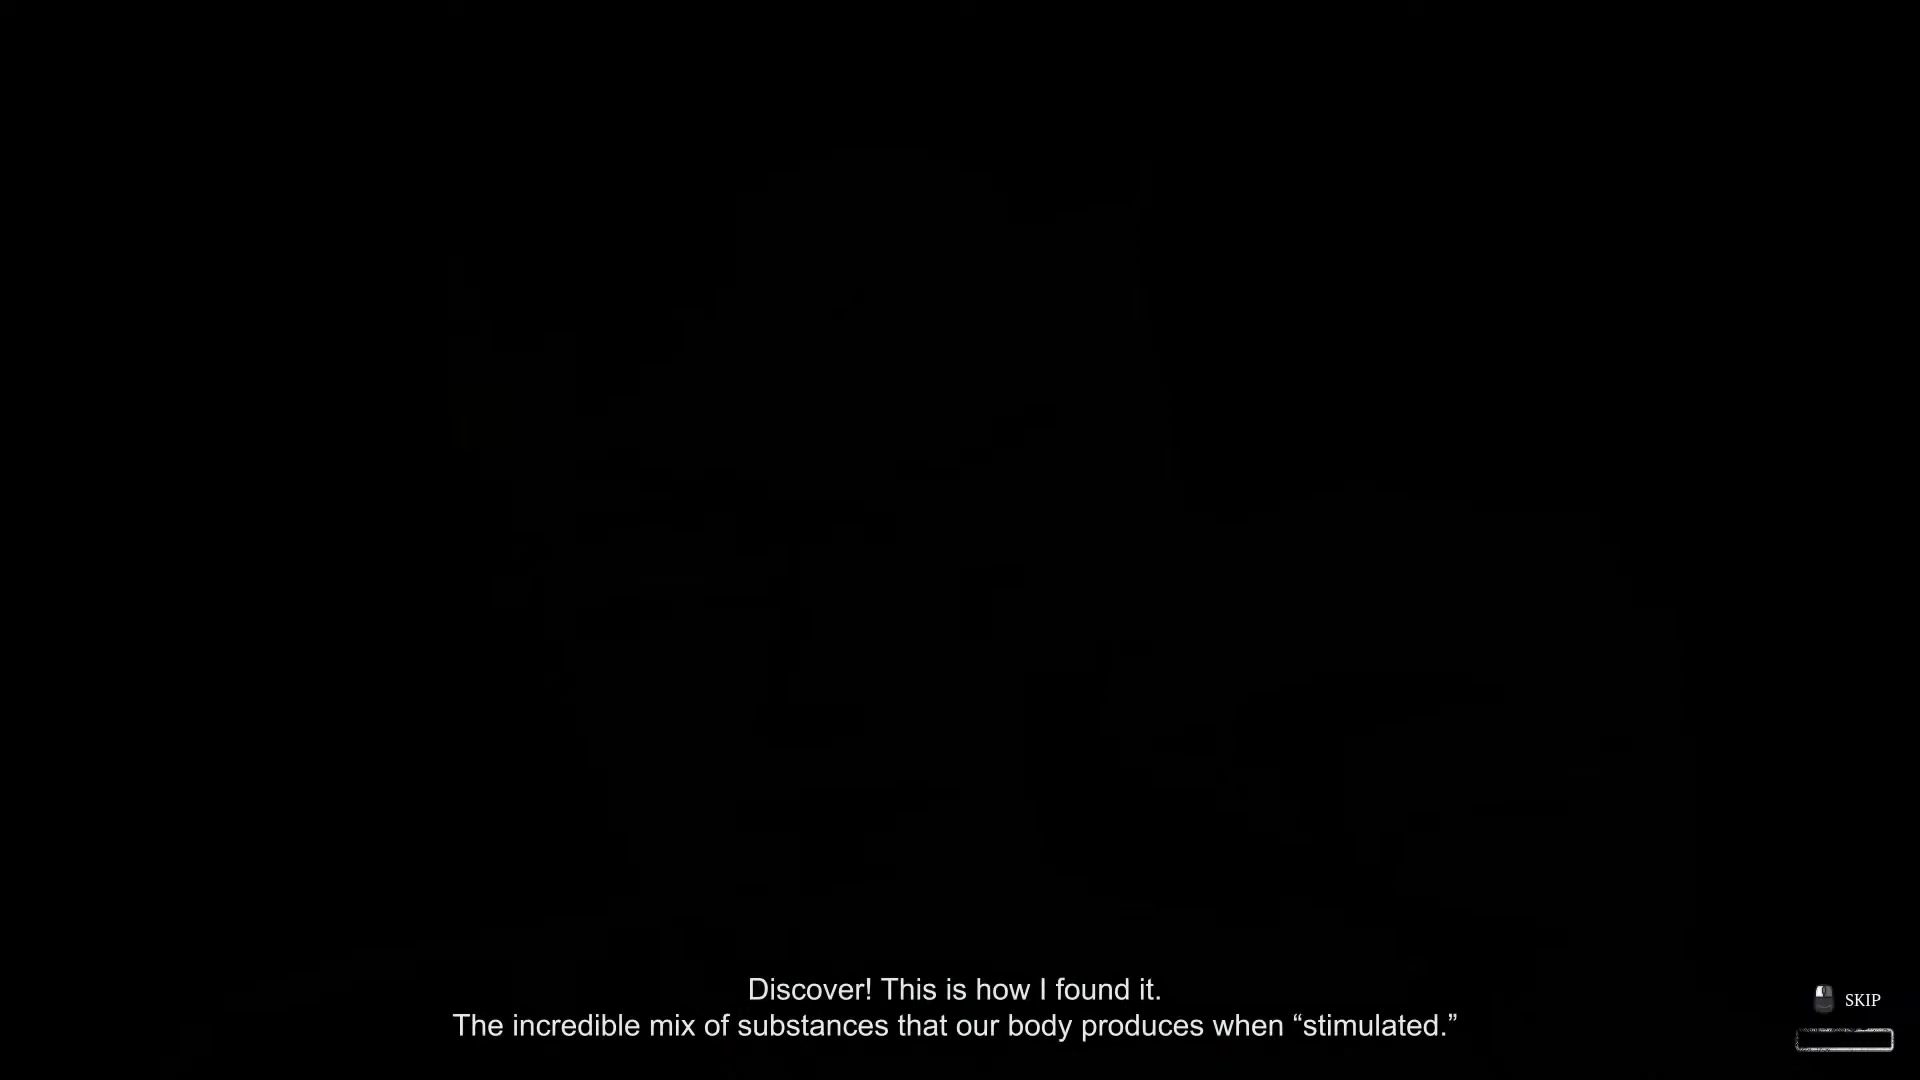 Discover! This is how I found it.
The incredible mix of substances that our body produces when “stimulated.”
SKIP